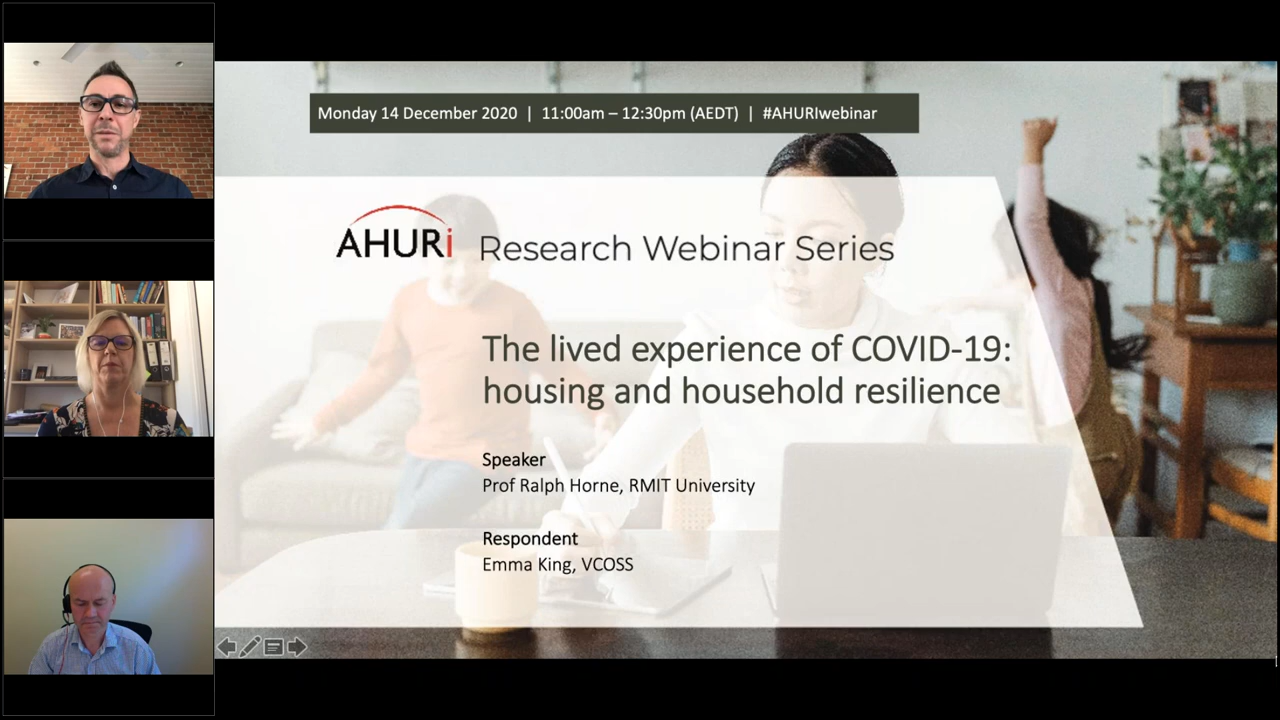 Monday 14 December 2020 | 11:00am – 12:30pm (AEDT) | #AHURIwebinar
AHURi Research Webinar Series
The lived experience of COVID-19:
housing and household resilience
Speaker
Prof Ralph Horne, RMIT University
Respondent
Emma King, VCOSS